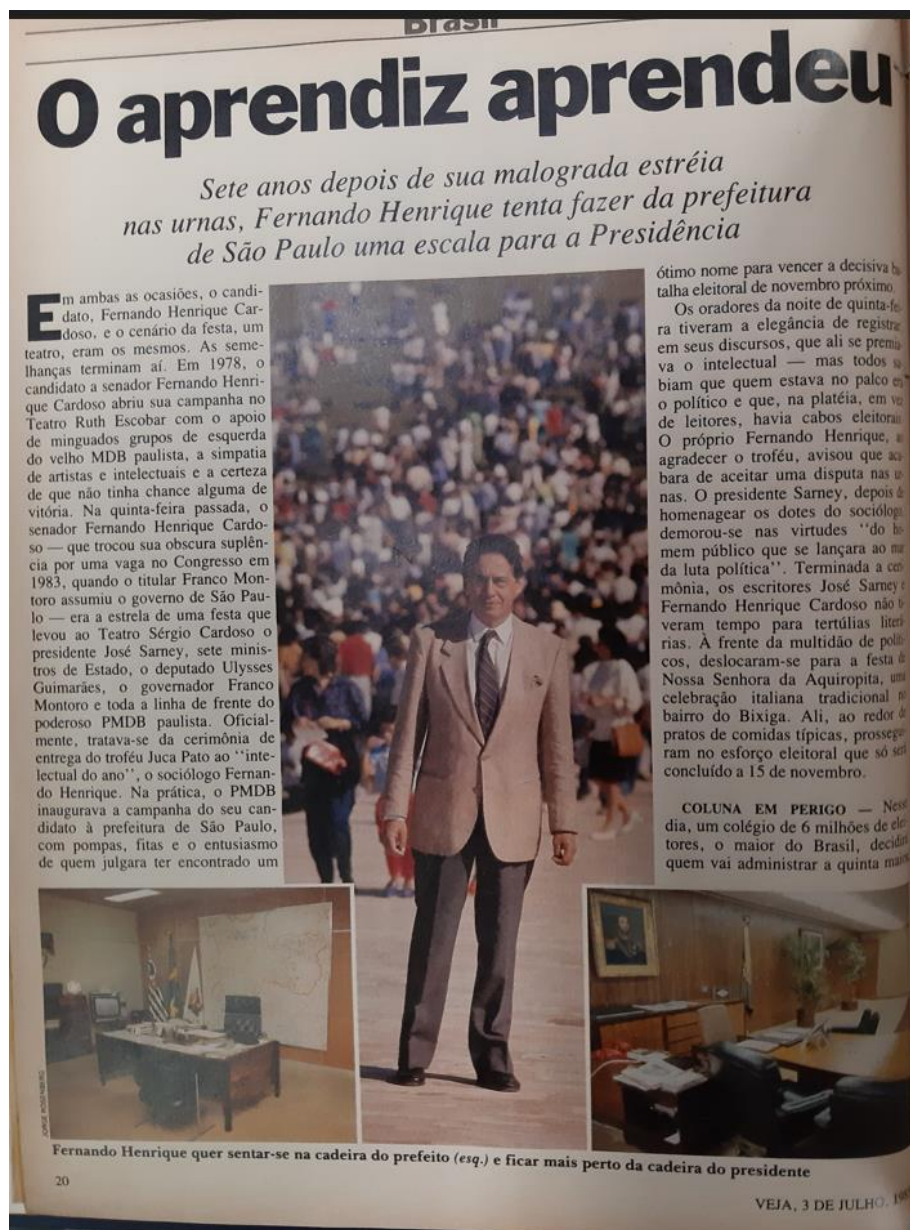 Brasil
O aprendiz aprendeu
Sete anos depois de sua malograda estréia
nas urnas, Fernando Henrique tenta fazer da prefeitura
de São Paulo uma escala para a Presidência
Em ambas as ocasiões, o candi-
dato, Fernando Henrique Car-
doso, e o cenário da festa, um
teatro, eram os mesmos. As seme-
lhanças terminam aí. Em 1978, o
candidato a senador Fernando Henri-
que Cardoso abriu sua campanha no
Teatro Ruth Escobar com o apoio
de minguados grupos de esquerda
do velho MDB paulista, a simpatia
de artistas e intelectuais e a certeza
de que não tinha chance alguma de
vitória. Na quinta-feira passada, o
senador Fernando Henrique Cardo-
so — que trocou sua obscura suplên-
cia por uma vaga no Congresso em
1983, quando o titular Franco Mon-
toro assumiu o governo de São Pau-
lo — era a estrela de uma festa que
levou ao Teatro Sérgio Cardoso o
presidente José Sarney, sete minis-
tros de Estado, o deputado Ulysses
Guimarães, o governador Franco
Montoro e toda a linha de frente do
poderoso PMDB paulista. Oficial-
mente, tratava-se da cerimônia de
entrega do troféu Juca Pato ao "inte-
lectual do ano", o sociólogo Fernan-
do Henrique. Na prática, o PMDB
inaugurava a campanha do seu can-
didato à prefeitura de São Paulo,
com pompas, fitas e o entusiasmo
de quem julgara ter encontrado um
ótimo nome para vencer a decisiva
talha eleitoral de novembro próximo.
Os oradores da noite de quinta-fei-
ra tiveram a elegância de registrar
em seus discursos, que ali se premia-
va o intelectual — mas todos
biam que quem estava no palco
o político e que, na platéia, em
de leitores, havia cabos eleitorais
O próprio Fernando Henrique,
agradecer o troféu, avisou que
bara de aceitar uma disputa nas
nas. O presidente Sarney, depois
homenagear os dotes do sociólogo,
demorou-se nas virtudes "do
mem público que se lançara ao
da luta política". Terminada a
mônia, os escritores José Sarney
Fernando Henrique Cardoso não
veram tempo para tertúlias
rias. À frente da multidão de
cos, deslocaram-se para a festa
Nossa Senhora da Aquiropita,
celebração italiana tradicional
bairro do Bixiga. Ali, ao redor
pratos de comidas típicas,
ram no esforço eleitoral que só
concluído a 15 de novembro.
COLUNA EM PERIGO —
dia, um colégio de 6 milhões de
tores, o maior do Brasil,
quem vai administrar a quinta
Fernando Henrique quer sentar-se na cadeira do prefeito (esq.) e ficar mais perto da cadeira do presidente
20
VEJA, 3 DE JULHO,